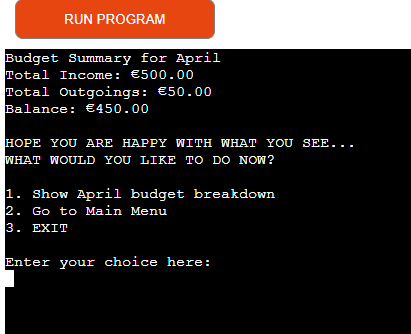 RUN PROGRAM
Budget Summary for April
Total Income: €500.00
Total Outgoings: €50.00
Balance: €450.00
HOPE YOU ARE HAPPY WITH WHAT YOU SEE...
WHAT WOULD YOU LIKE TO DO NOW?
1. Show April budget breakdown
2. Go to Main Menu
3. EXIT
Enter your choice here: